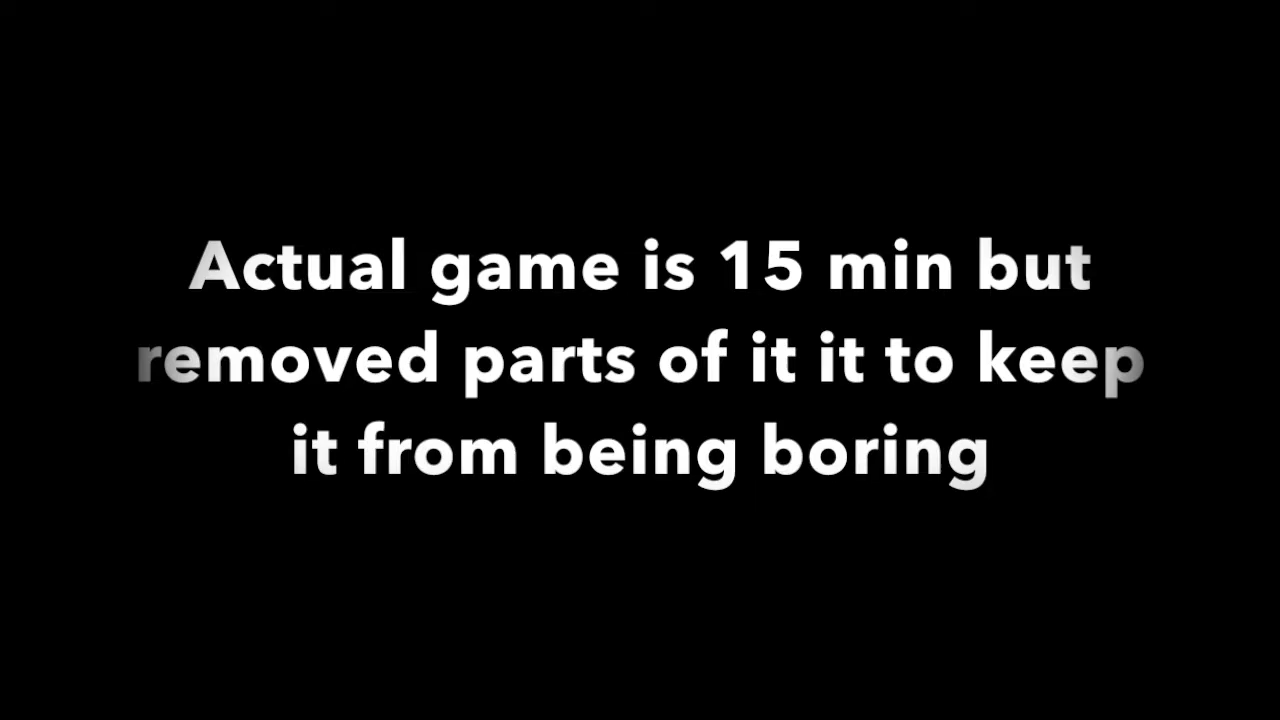 Actual game is 15 min but
removed parts of it it to keep
it from being boring